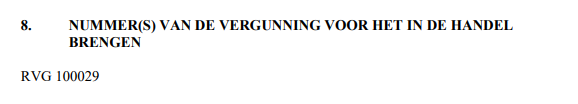 8. NUMMER(S) VAN DE VERGUNNING VOOR HET IN DE HANDEL
BRENGEN
RVG 100029